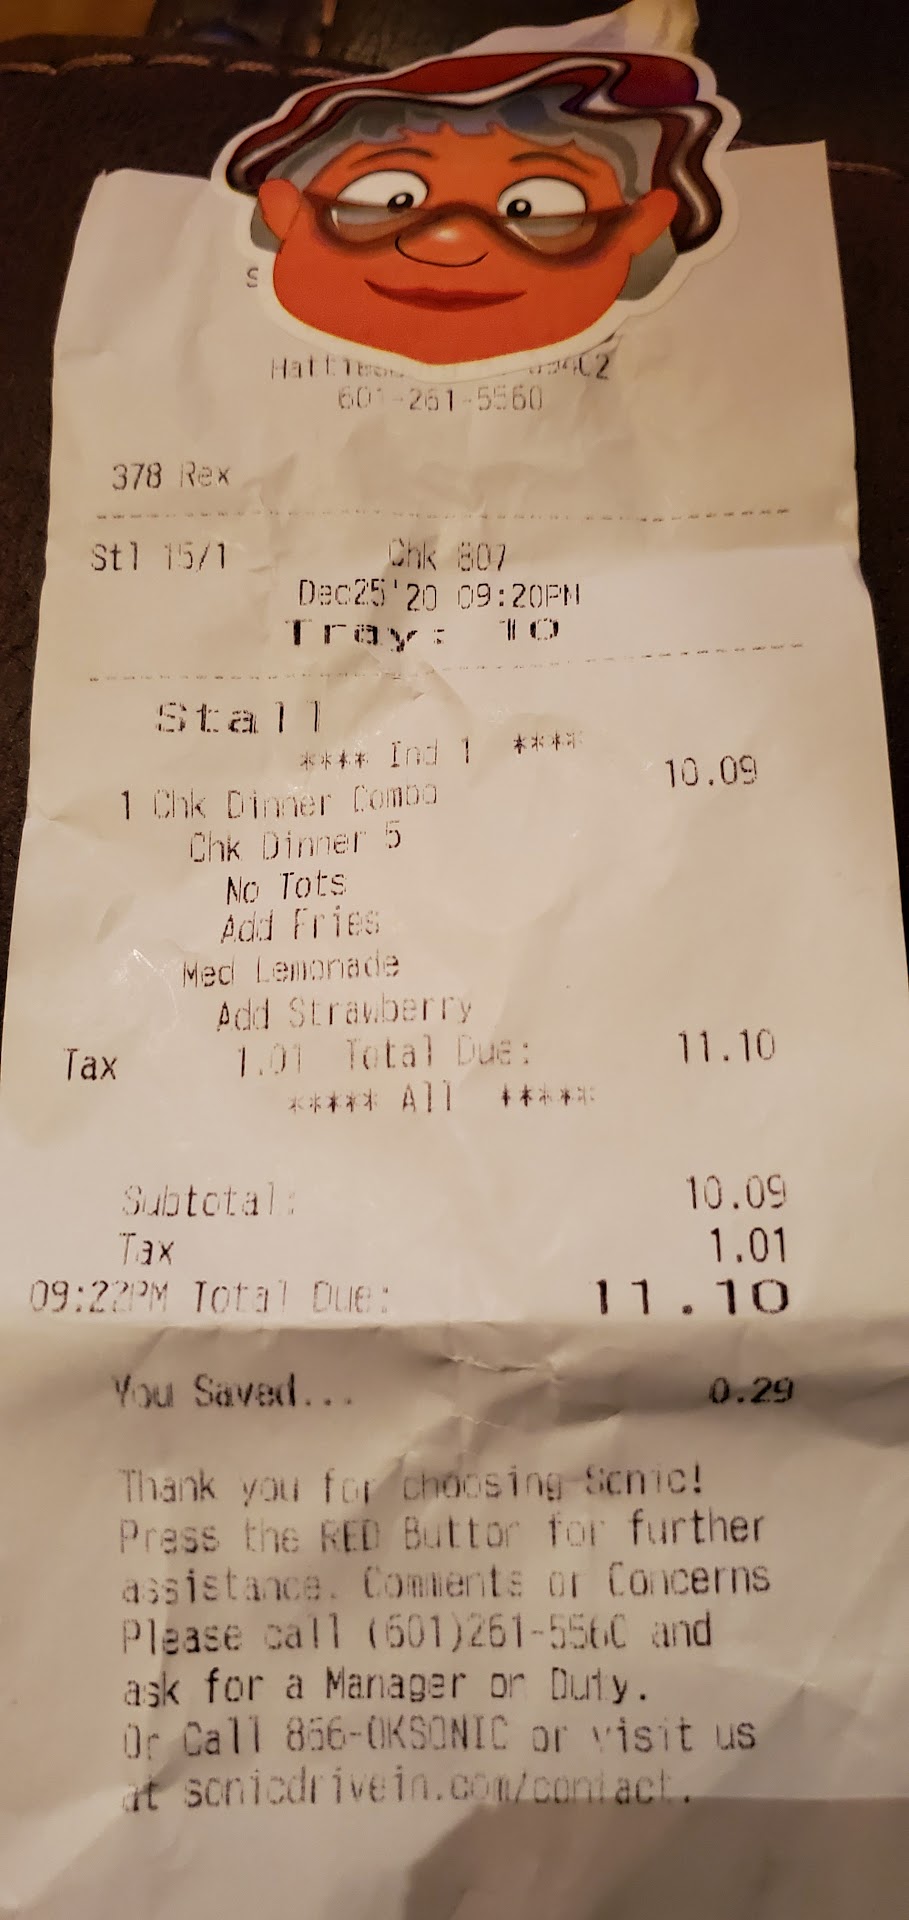 601-261-5560
378 Rex
Stl 15/1 Chk 807
Dec25'20 09:20PM
Tray: 10
Stall
**** Ind 1 ****
1 Chk Dinner Combo 10.09
Chk Dinner 5
No Tots
Add Fries
Med Lemonade
Add Strawberry
Tax 1.01 Total Due: 11.10
***** All *****
Subtotal: 10.09
Tax 1.01
09:22PM Total Due: 11.10
You Saved... 0.29
Thank you for choosing Sonic!
Press the RED Button for further
assistance. Comments or Concerns
Please call (601)261-5560 and
ask for a Manager on Duty.
Or Call 866-OKSONIC or visit us
at sonicdrivein.com/contact.